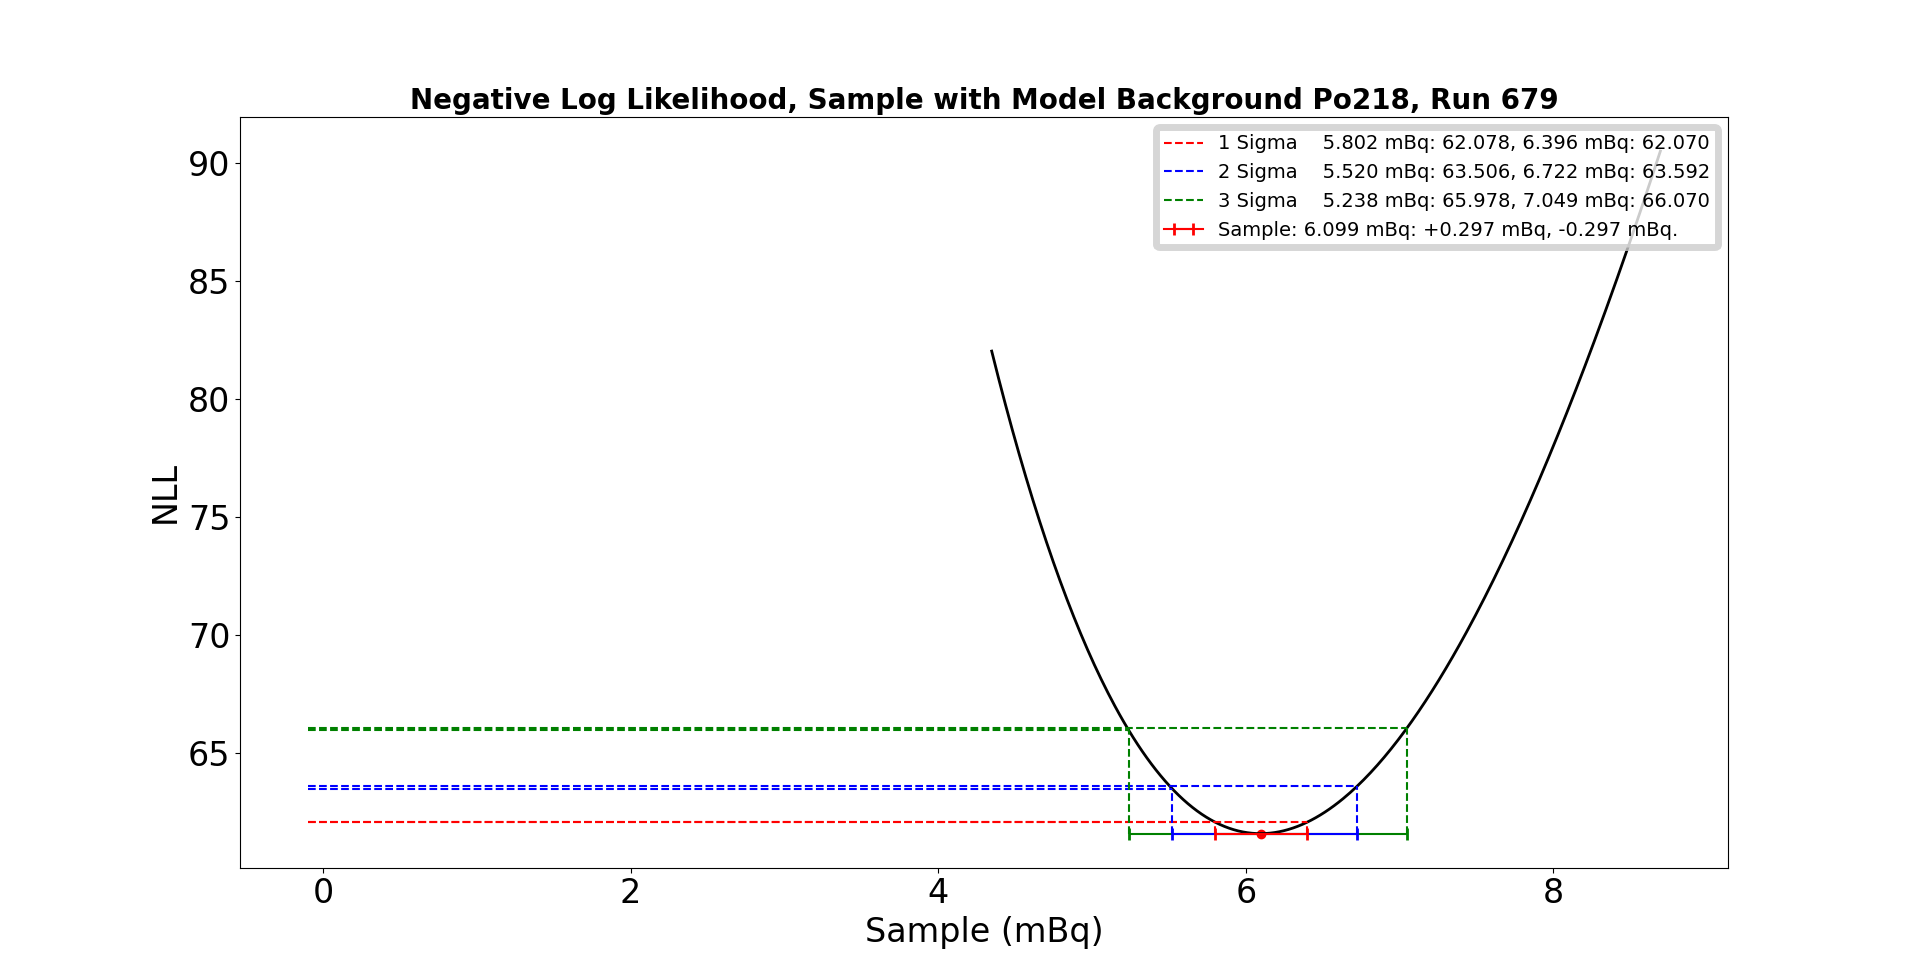 Negative Log Likelihood, Sample with Model Background Po218, Run 679
1 Sigma    5.802 mBq: 62.078, 6.396 mBq: 62.070
2 Sigma    5.520 mBq: 63.506, 6.722 mBq: 63.592
3 Sigma    5.238 mBq: 65.978, 7.049 mBq: 66.070
Sample: 6.099 mBq: +0.297 mBq, -0.297 mBq.
NLL
90
85
80
75
70
65
0 2 4 6 8
Sample (mBq)